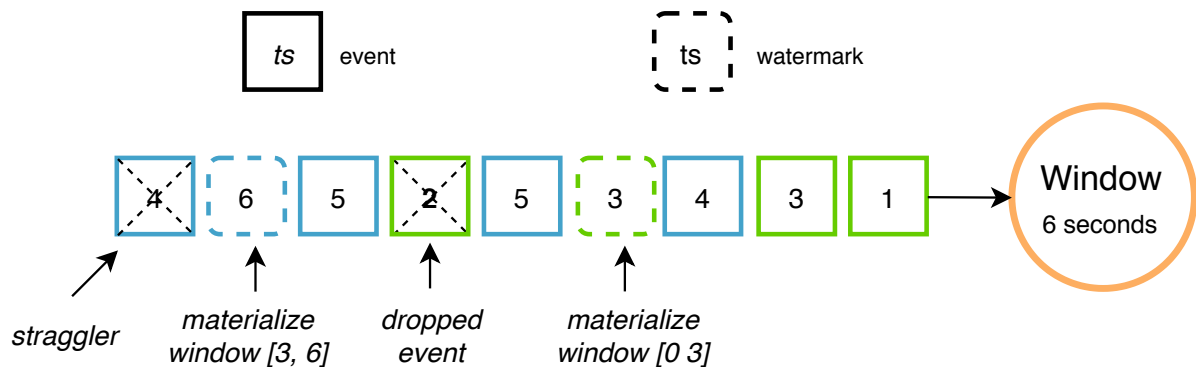 ts event ts watermark
4 6 5 2 5 3 4 3 1
Window
6 seconds
straggler
materialize
window [3, 6]
dropped
event
materialize
window [0 3]